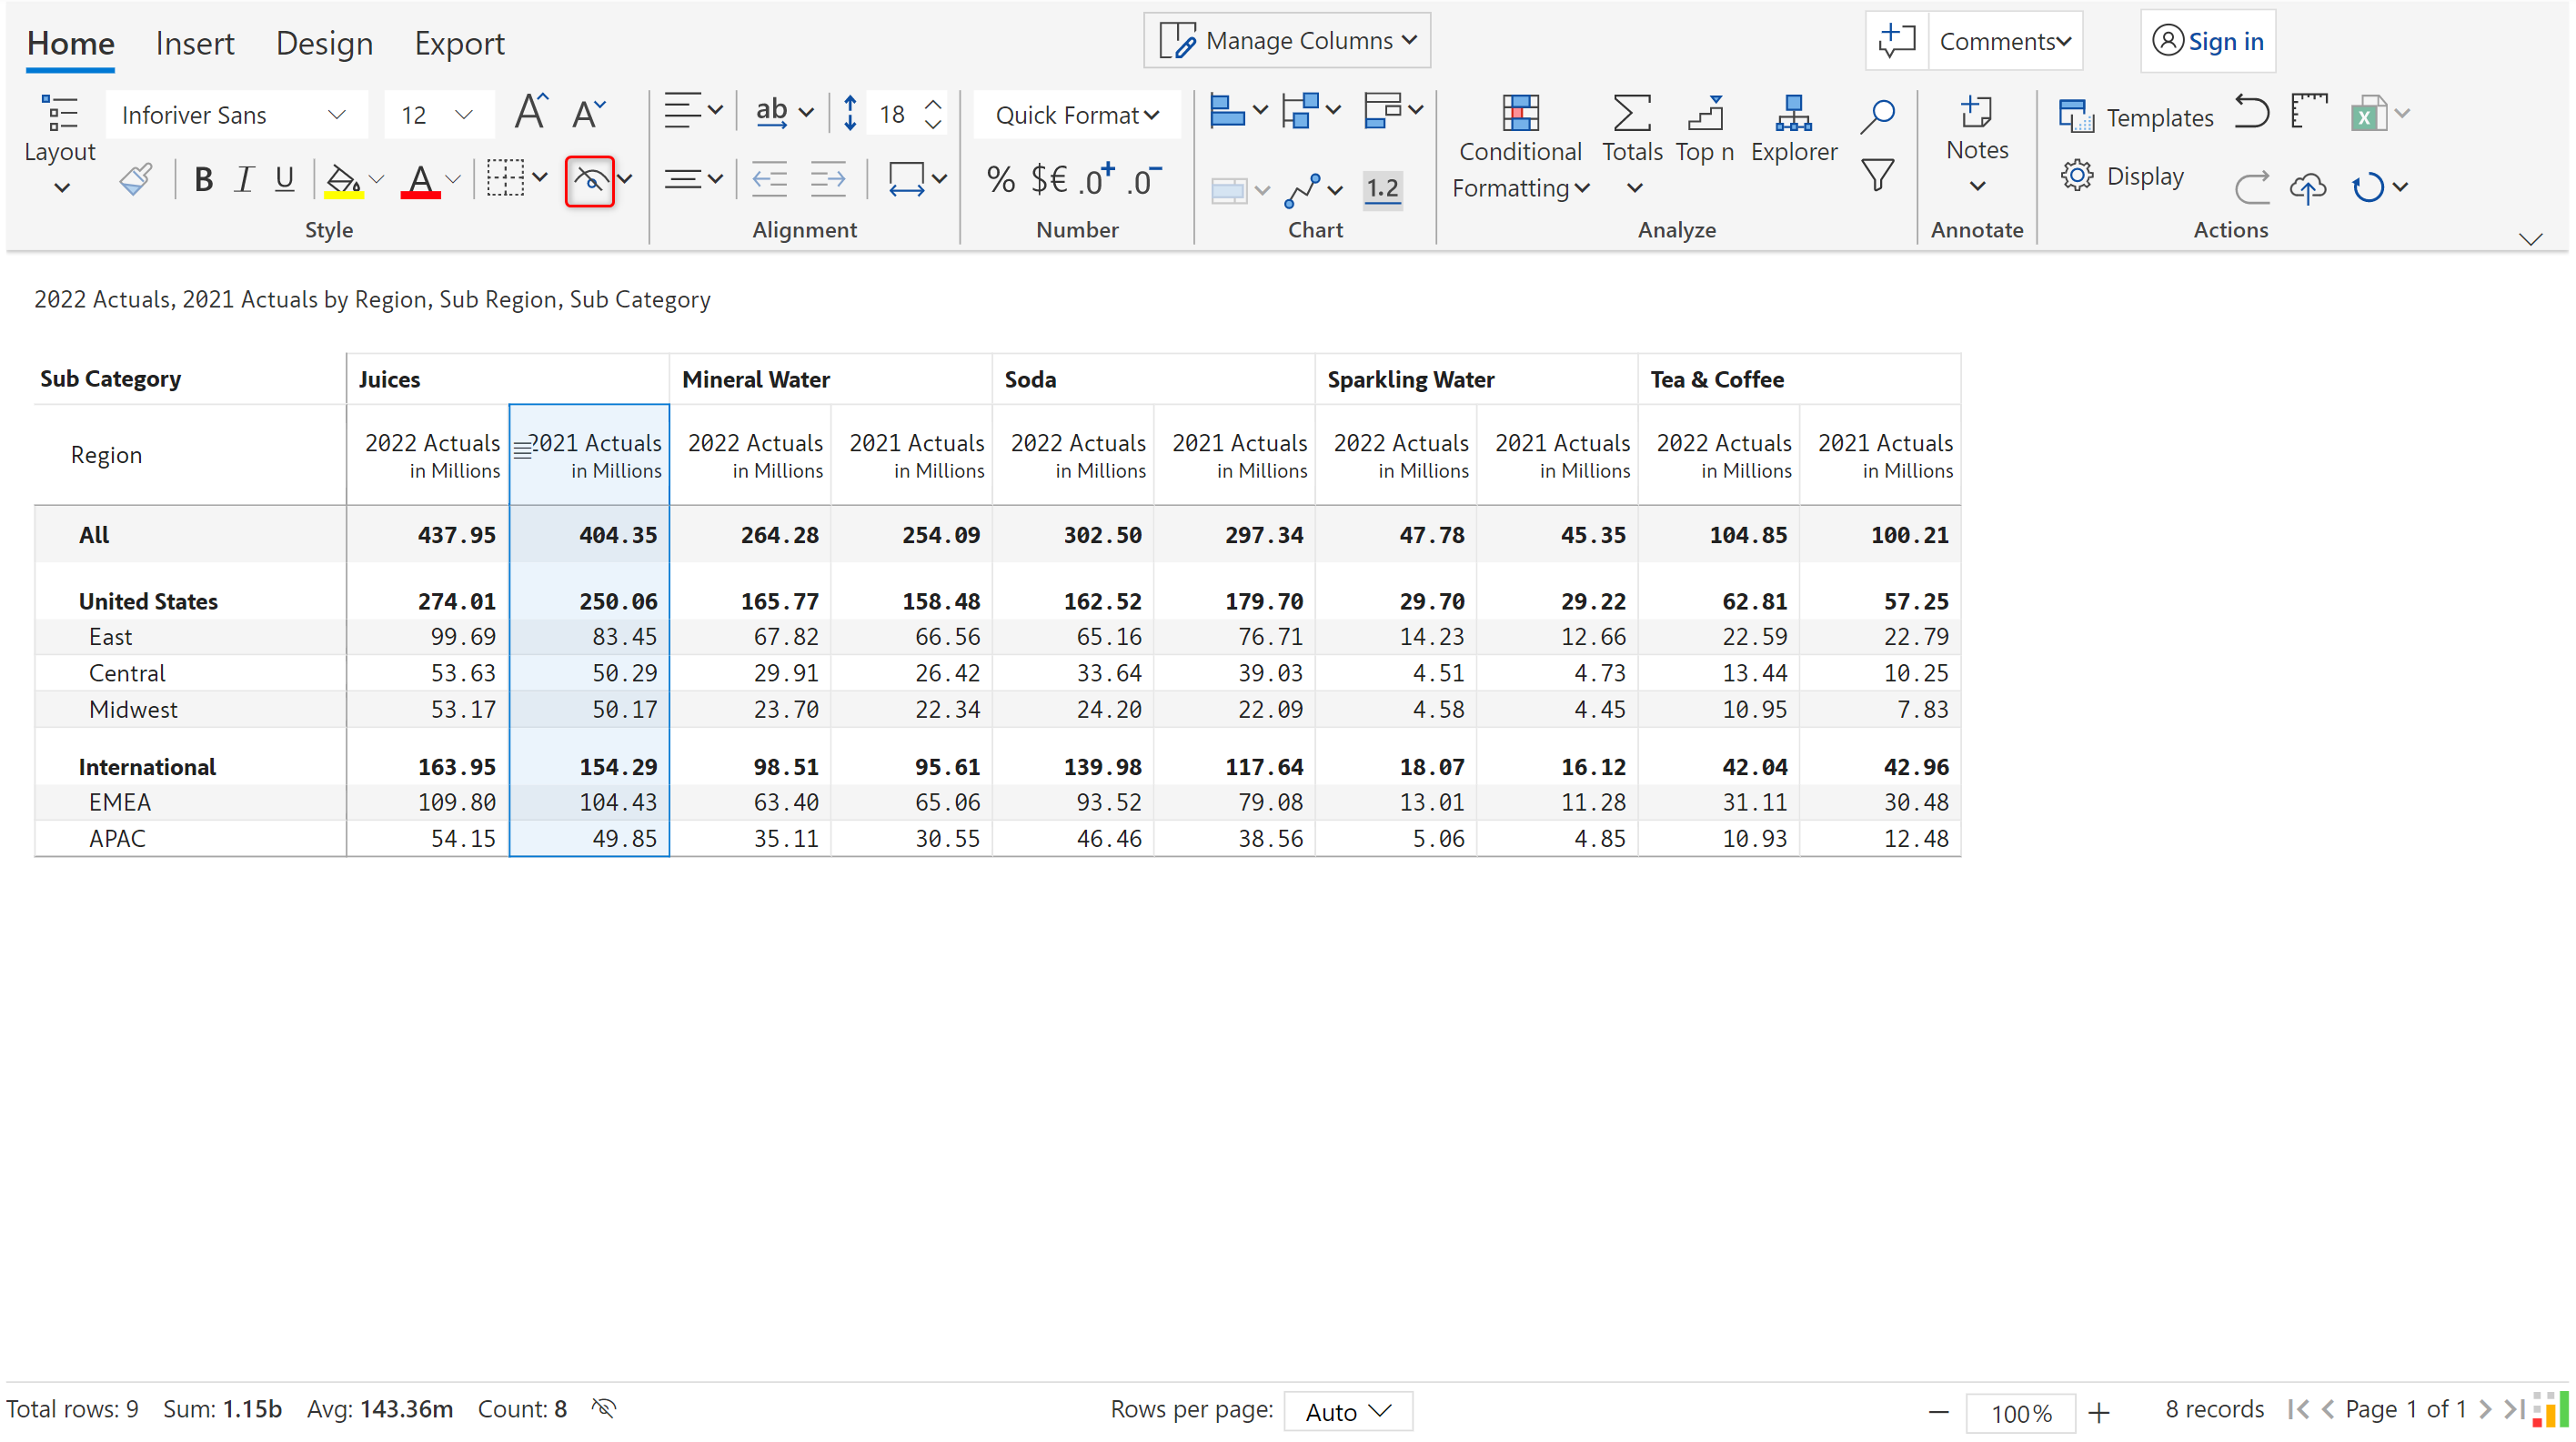 Home Insert Design Export Manage Columns Comments Sign in
Inforiver Sans 12 A A ab 18 Quick Format
Layout Conditional Formatting Totals Top n Explorer Notes Templates
B I U A % $€ .0+ .0- 1.2 Display
Style Alignment Number Chart Analyze Annotate Actions
2022 Actuals, 2021 Actuals by Region, Sub Region, Sub Category
Sub Category Juices Mineral Water Soda Sparkling Water Tea & Coffee
Region 2022 Actuals 2021 Actuals 2022 Actuals 2021 Actuals 2022 Actuals 2021 Actuals 2022 Actuals 2021 Actuals 2022 Actuals 2021 Actuals
in Millions in Millions in Millions in Millions in Millions in Millions in Millions in Millions in Millions in Millions
All 437.95 404.35 264.28 254.09 302.50 297.34 47.78 45.35 104.85 100.21
United States 274.01 250.06 165.77 158.48 162.52 179.70 29.70 29.22 62.81 57.25
East 99.69 83.45 67.82 66.56 65.16 76.71 14.23 12.66 22.59 22.79
Central 53.63 50.29 29.91 26.42 33.64 39.03 4.51 4.73 13.44 10.25
Midwest 53.17 50.17 23.70 22.34 24.20 22.09 4.58 4.45 10.95 7.83
International 163.95 154.29 98.51 95.61 139.98 117.64 18.07 16.12 42.04 42.96
EMEA 109.80 104.43 63.40 65.06 93.52 79.08 13.01 11.28 31.11 30.48
APAC 54.15 49.85 35.11 30.55 46.46 38.56 5.06 4.85 10.93 12.48
Total rows: 9 Sum: 1.15b Avg: 143.36m Count: 8 Rows per page: Auto 100% 8 records Page 1 of 1